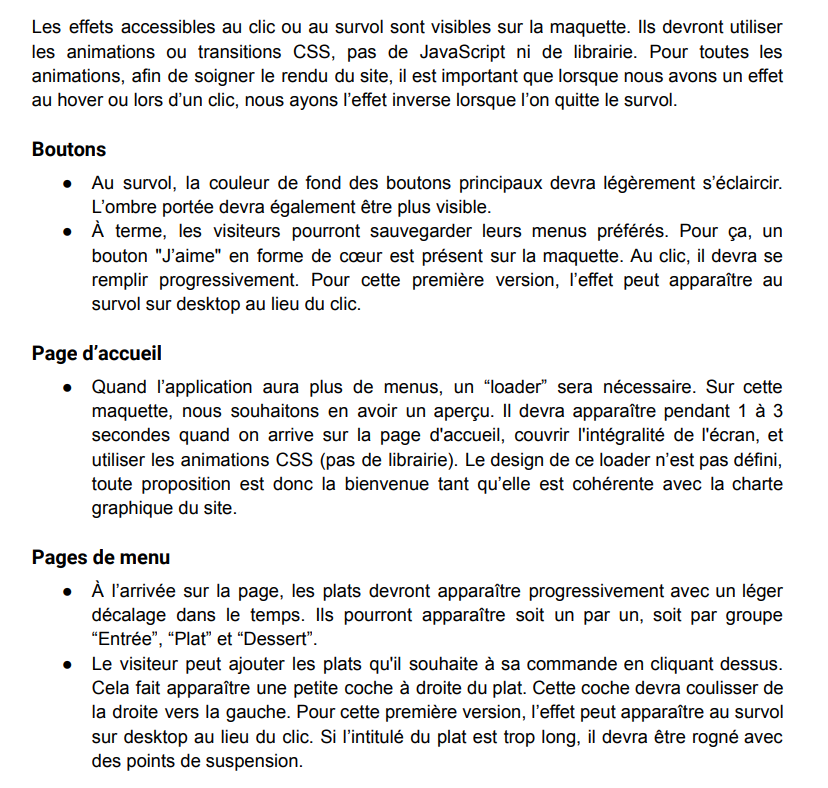 Les effets accessibles au clic ou au survol sont visibles sur la maquette. Ils devront utiliser
les animations ou transitions CSS, pas de JavaScript ni de librairie. Pour toutes les
animations, afin de soigner le rendu du site, il est important que lorsque nous avons un effet
au hover ou lors d’un clic, nous ayons l’effet inverse lorsque l’on quitte le survol.
Boutons
● Au survol, la couleur de fond des boutons principaux devra légèrement s’éclaircir.
L’ombre portée devra également être plus visible.
● À terme, les visiteurs pourront sauvegarder leurs menus préférés. Pour ça, un
bouton "J’aime" en forme de cœur est présent sur la maquette. Au clic, il devra se
remplir progressivement. Pour cette première version, l’effet peut apparaître au
survol sur desktop au lieu du clic.
Page d’accueil
● Quand l’application aura plus de menus, un “loader” sera nécessaire. Sur cette
maquette, nous souhaitons en avoir un aperçu. Il devra apparaître pendant 1 à 3
secondes quand on arrive sur la page d'accueil, couvrir l'intégralité de l'écran, et
utiliser les animations CSS (pas de librairie). Le design de ce loader n’est pas défini,
toute proposition est donc la bienvenue tant qu’elle est cohérente avec la charte
graphique du site.
Pages de menu
● À l’arrivée sur la page, les plats devront apparaître progressivement avec un léger
décalage dans le temps. Ils pourront apparaître soit un par un, soit par groupe
“Entrée”, “Plat” et “Dessert”.
● Le visiteur peut ajouter les plats qu'il souhaite à sa commande en cliquant dessus.
Cela fait apparaître une petite coche à droite du plat. Cette coche devra coulisser de
la droite vers la gauche. Pour cette première version, l’effet peut apparaître au survol
sur desktop au lieu du clic. Si l’intitulé du plat est trop long, il devra être rogné avec
des points de suspension.